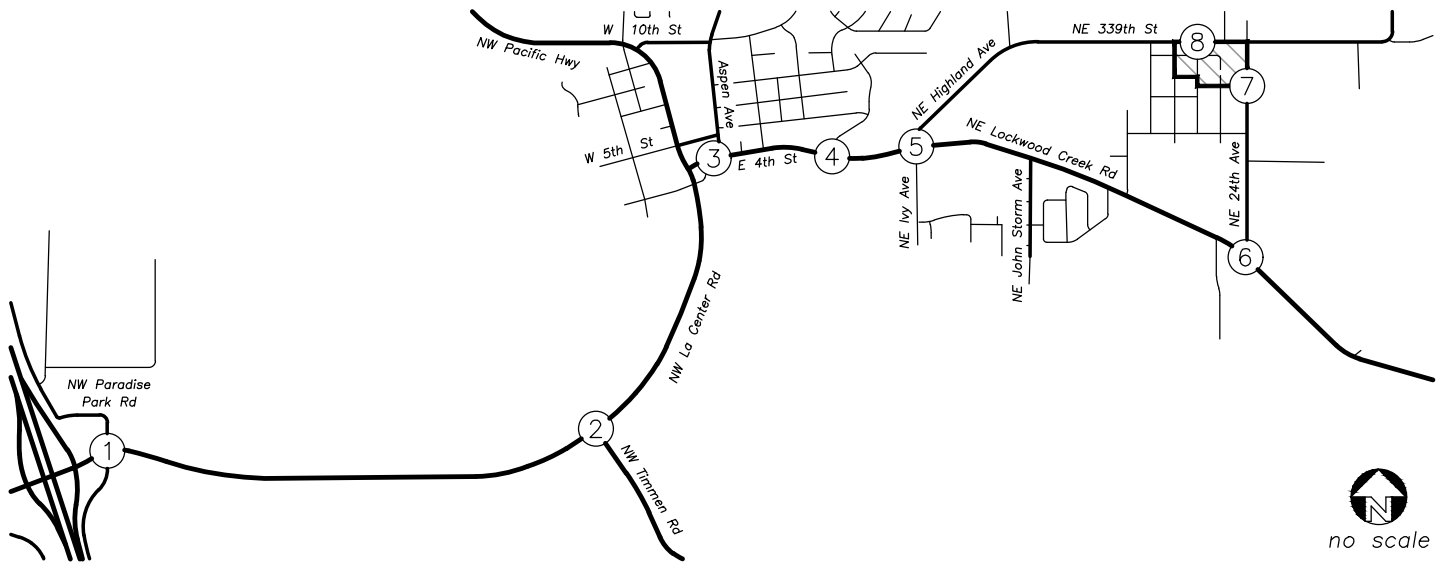 W 10th St
NW Pacific Hwy
Aspen Ave
W 5th St
3
E 4th St
4
5
NE Highland Ave
NE 339th St
8
7
NE Lockwood Creek Rd
NE Ivy Ave
NE John Storm Ave
NE 24th Ave
6
NW La Center Rd
NW Paradise
Park Rd
1
2
NW Timmen Rd
N
no scale